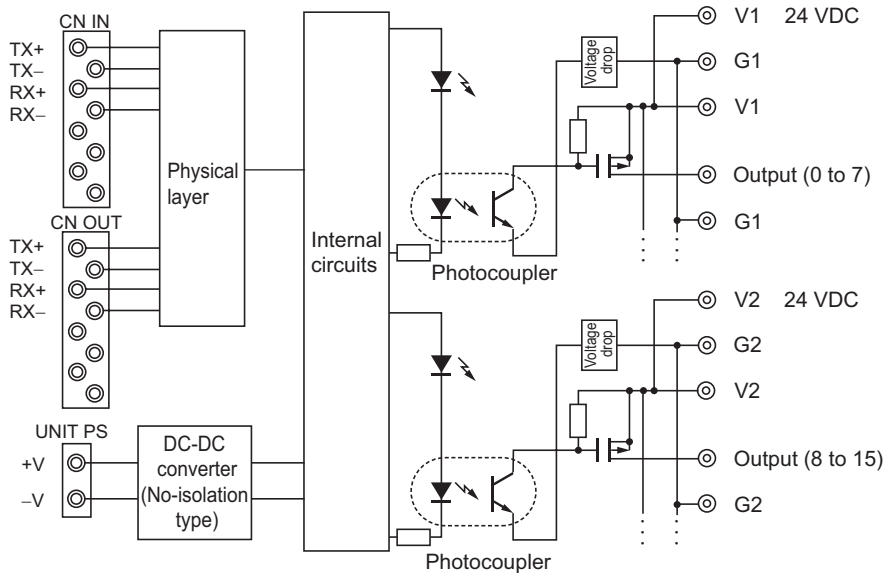 CN IN
TX+
TX–
RX+
RX–
Physical
layer
CN OUT
TX+
TX–
RX+
RX–
UNIT PS
+V
–V
DC-DC
converter
(No-isolation
type)
Internal
circuits
Voltage
drop
V1 24 VDC
G1
V1
Output (0 to 7)
G1
Photocoupler
Voltage
drop
V2 24 VDC
G2
V2
Output (8 to 15)
G2
Photocoupler